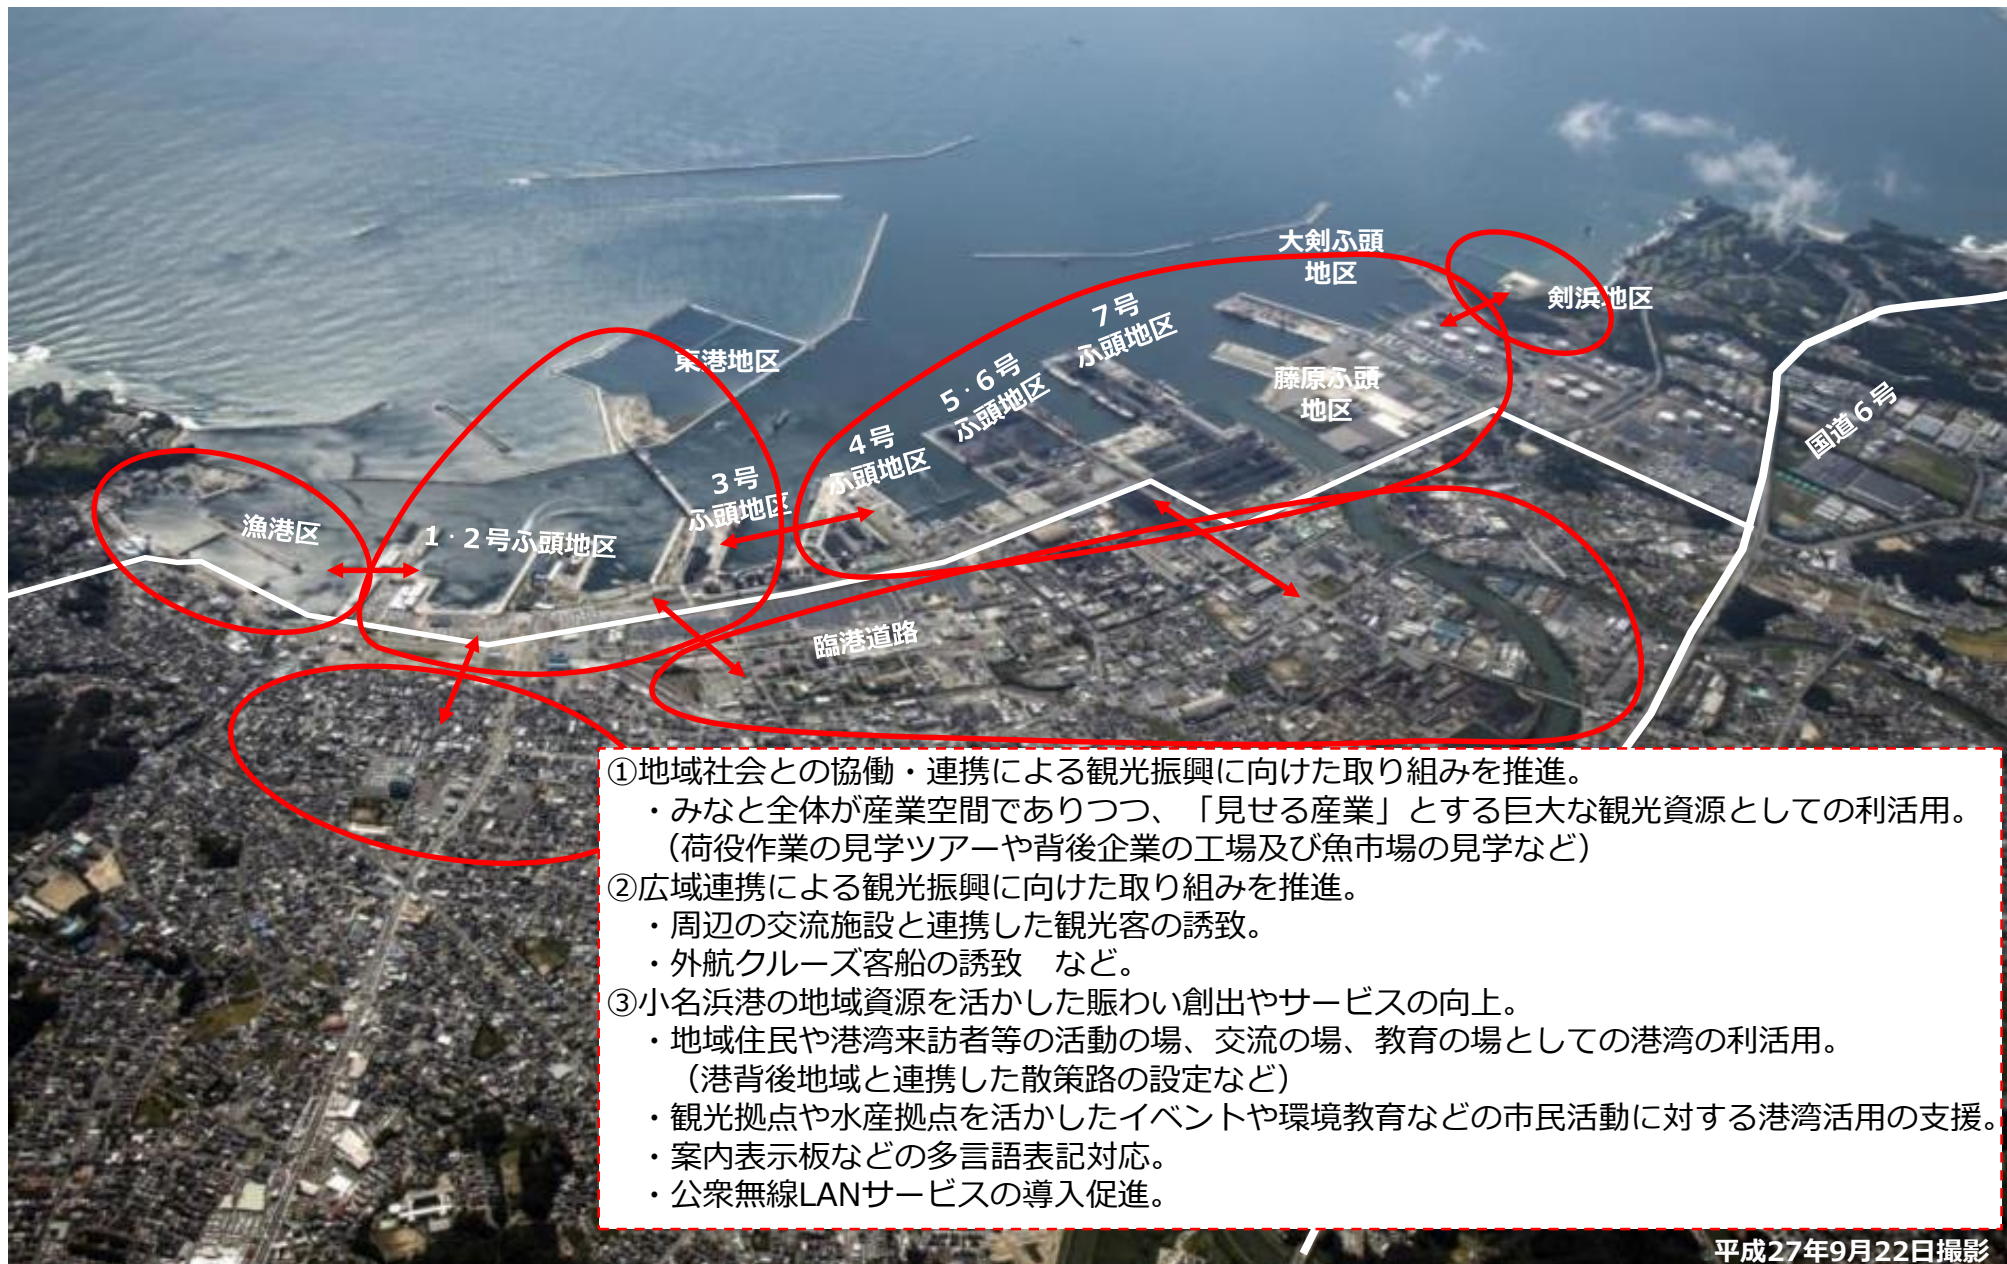 大剣ふ頭
地区
剣浜地区
7号
ふ頭地区
東港地区
5・6号
ふ頭地区
藤原ふ頭
地区
国道6号
4号
ふ頭地区
3号
ふ頭地区
漁港区
1・2号ふ頭地区
臨港道路
①地域社会との協働・連携による観光振興に向けた取り組みを推進。
・みなと全体が産業空間でありつつ、「見せる産業」とする巨大な観光資源としての利活用。
（荷役作業の見学ツアーや背後企業の工場及び魚市場の見学など）
②広域連携による観光振興に向けた取り組みを推進。
・周辺の交流施設と連携した観光客の誘致。
・外航クルーズ客船の誘致　など。
③小名浜港の地域資源を活かした賑わい創出やサービスの向上。
・地域住民や港湾来訪者等の活動の場、交流の場、教育の場としての港湾の利活用。
（港背後地域と連携した散策路の設定など）
・観光拠点や水産拠点を活かしたイベントや環境教育などの市民活動に対する港湾活用の支援。
・案内表示板などの多言語表記対応。
・公衆無線LANサービスの導入促進。
平成27年9月22日撮影